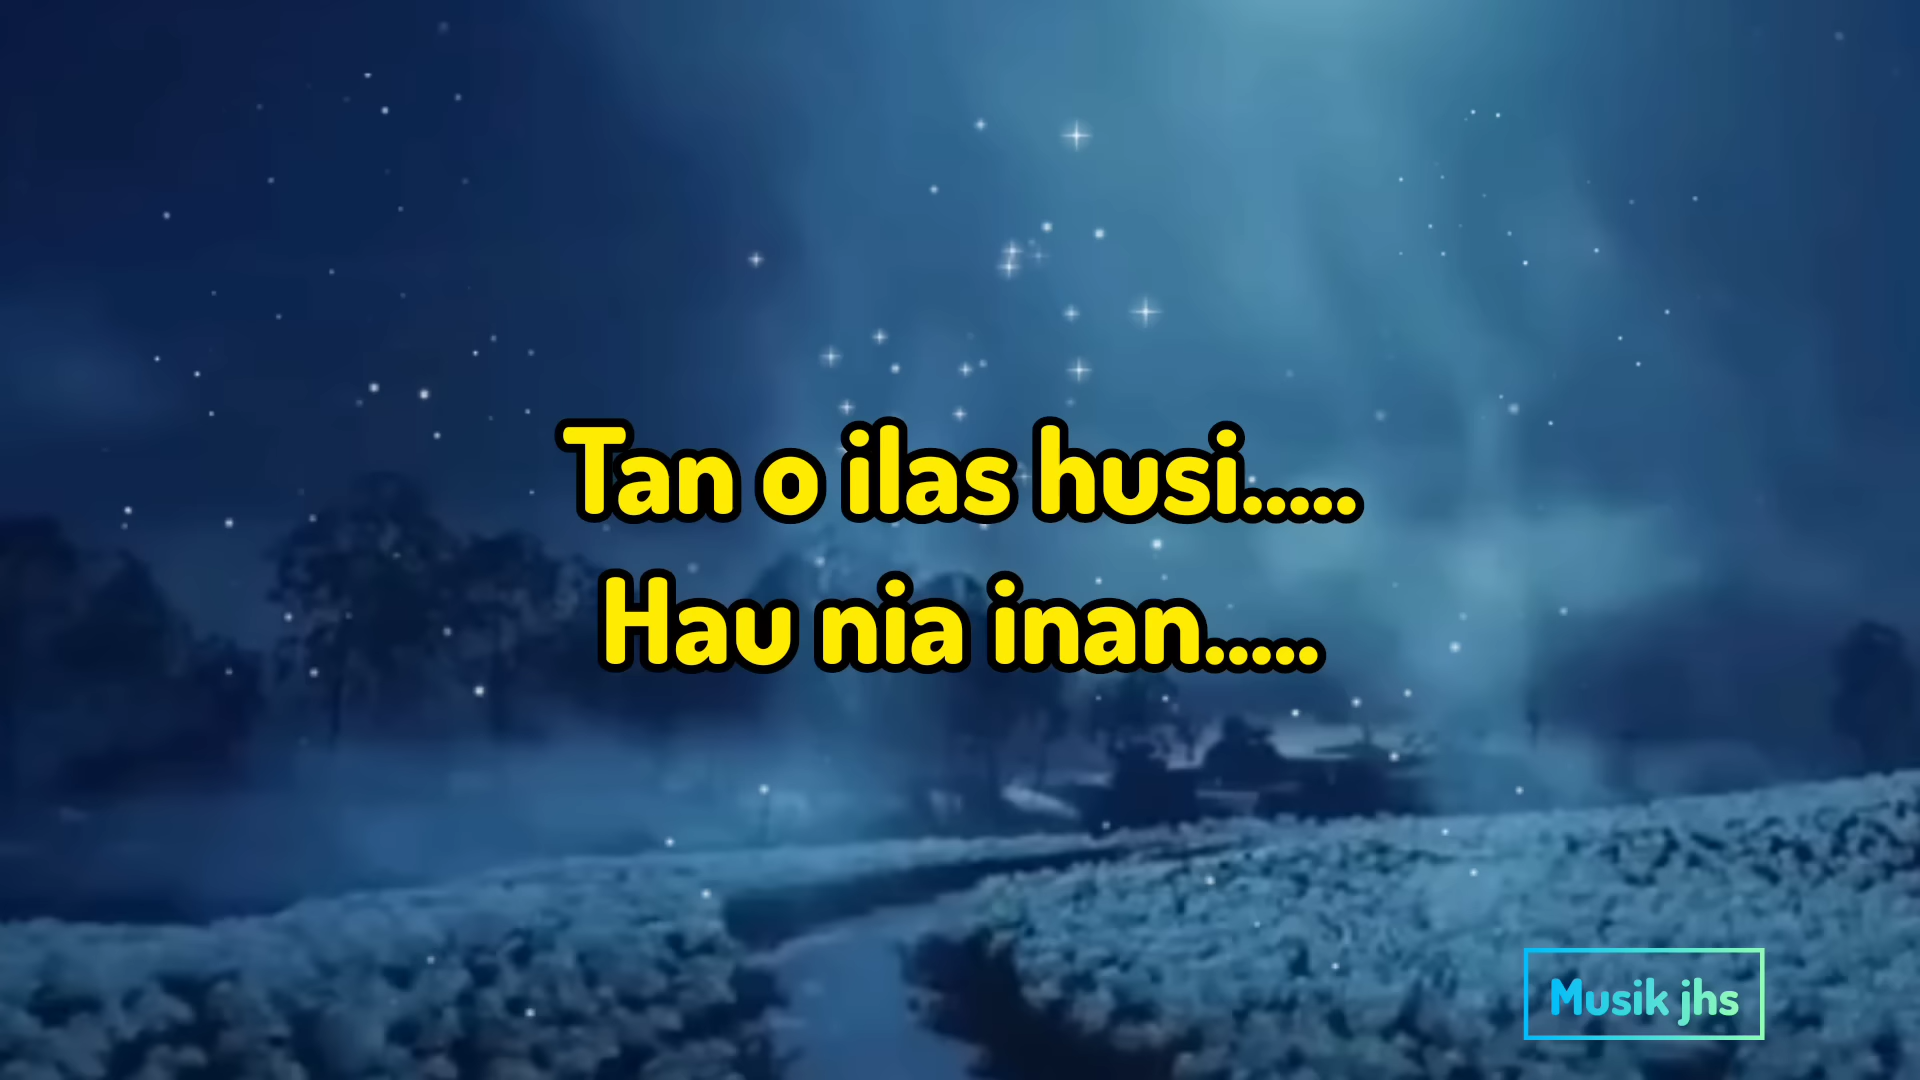 Tan o ilas husi.....
Hau nia inan.....
Musik jhs